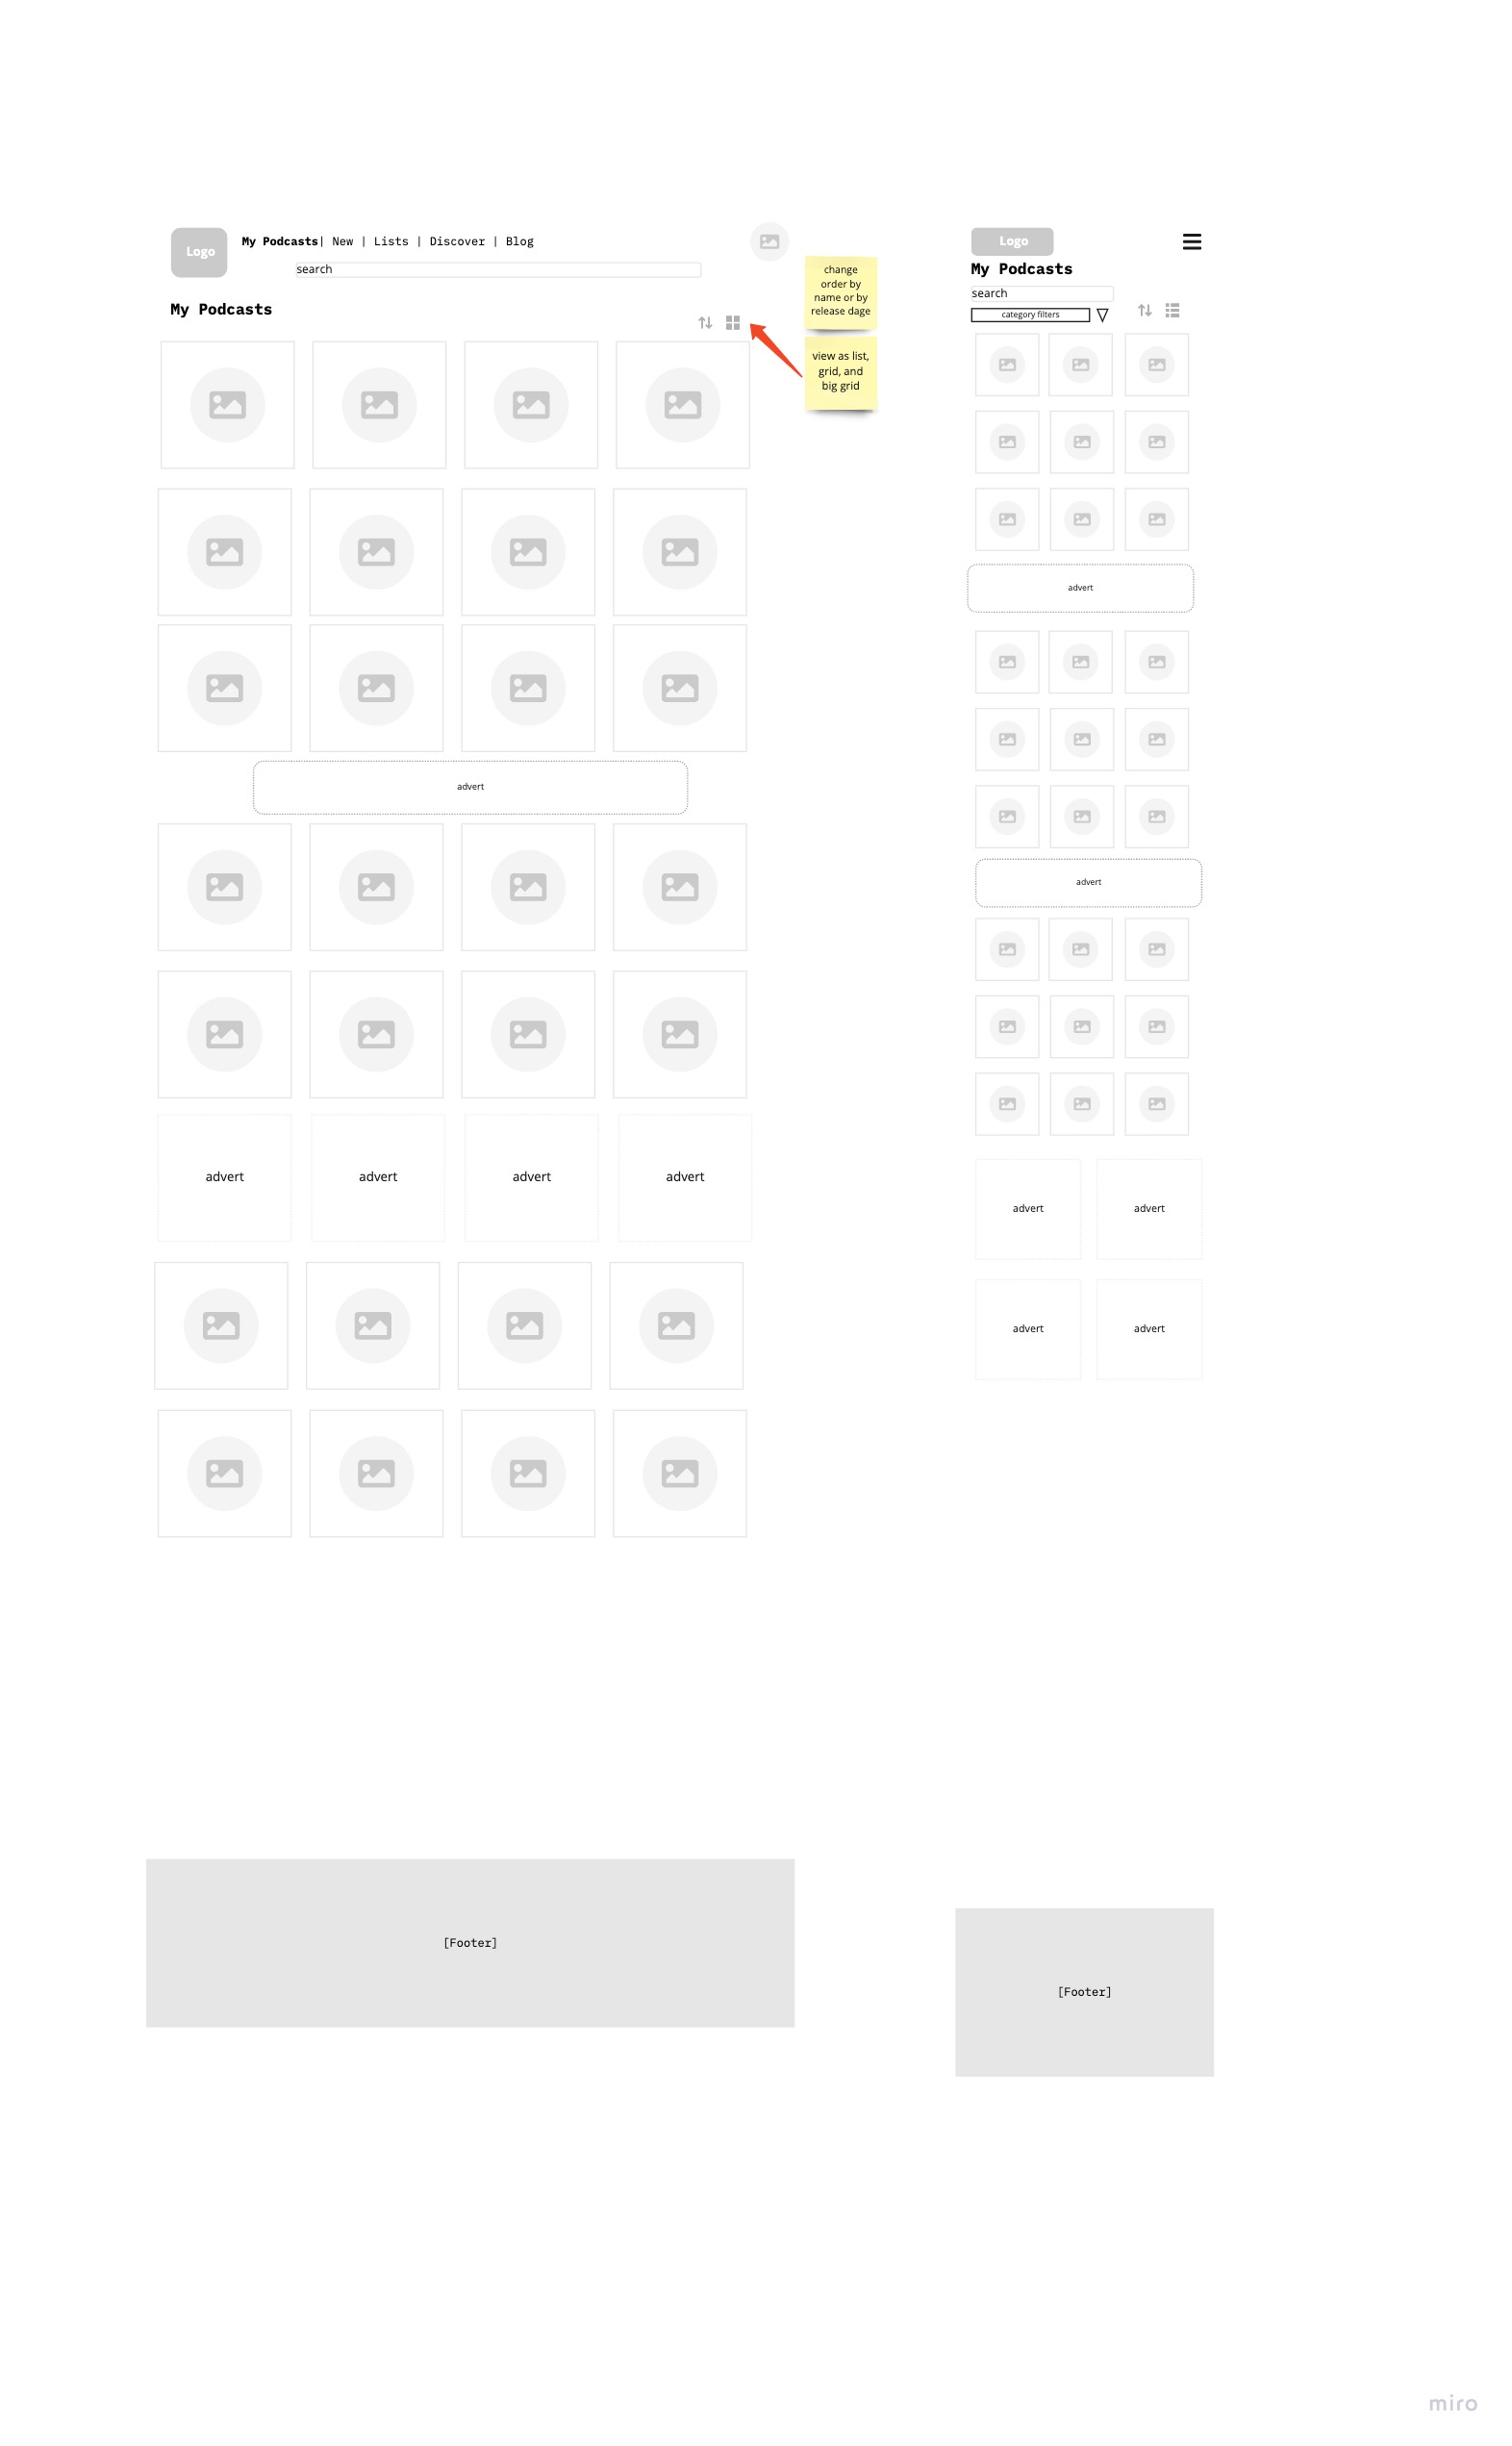 Logo
My Podcasts| New | Lists | Discover | Blog
search
My Podcasts
change
order by
name or by
release dage
view as list,
grid, and
big grid
advert
advert advert advert advert
[Footer]
Logo
My Podcasts
search
category filters
advert
advert
advert advert
advert advert
[Footer]
miro